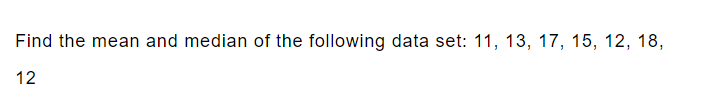 Find the mean and median of the following data set: 11, 13, 17, 15, 12, 18,
12